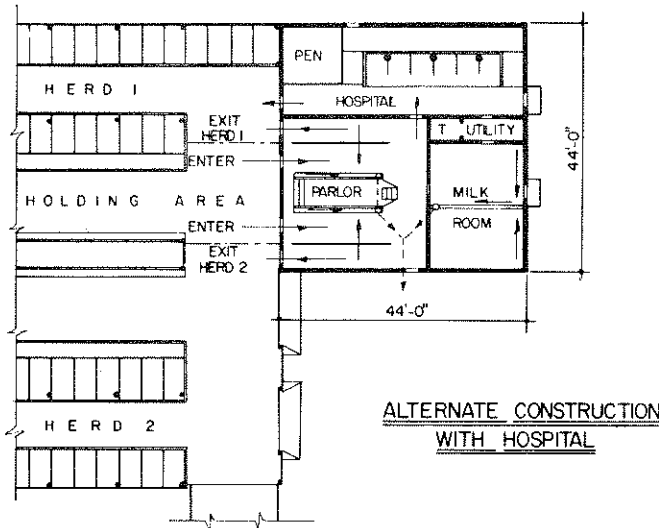 PEN
HERD 1
HOSPITAL
EXIT
HERD 1
T UTILITY
ENTER
44'-0"
PARLOR
MILK
HOLDING AREA
ROOM
ENTER
EXIT
HERD 2
44'-0"
ALTERNATE CONSTRUCTION
WITH HOSPITAL
HERD 2